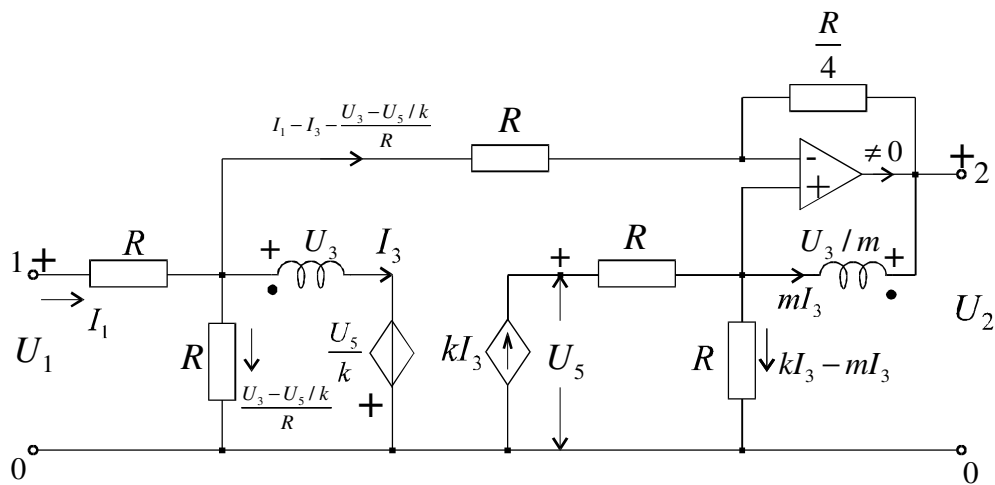 R/4
I₁ – I₃ – (U₃ – U₅ / k)/R
R
-
+
≠0
+
2
1
+
R
+
U₃
I₃
+
R
U₃ / m
+
I₁
mI₃
U₁
R
U₅/k
kI₃
U₅
R
kI₃ – mI₃
U₂
(U₃ – U₅ / k)/R
+
0
0